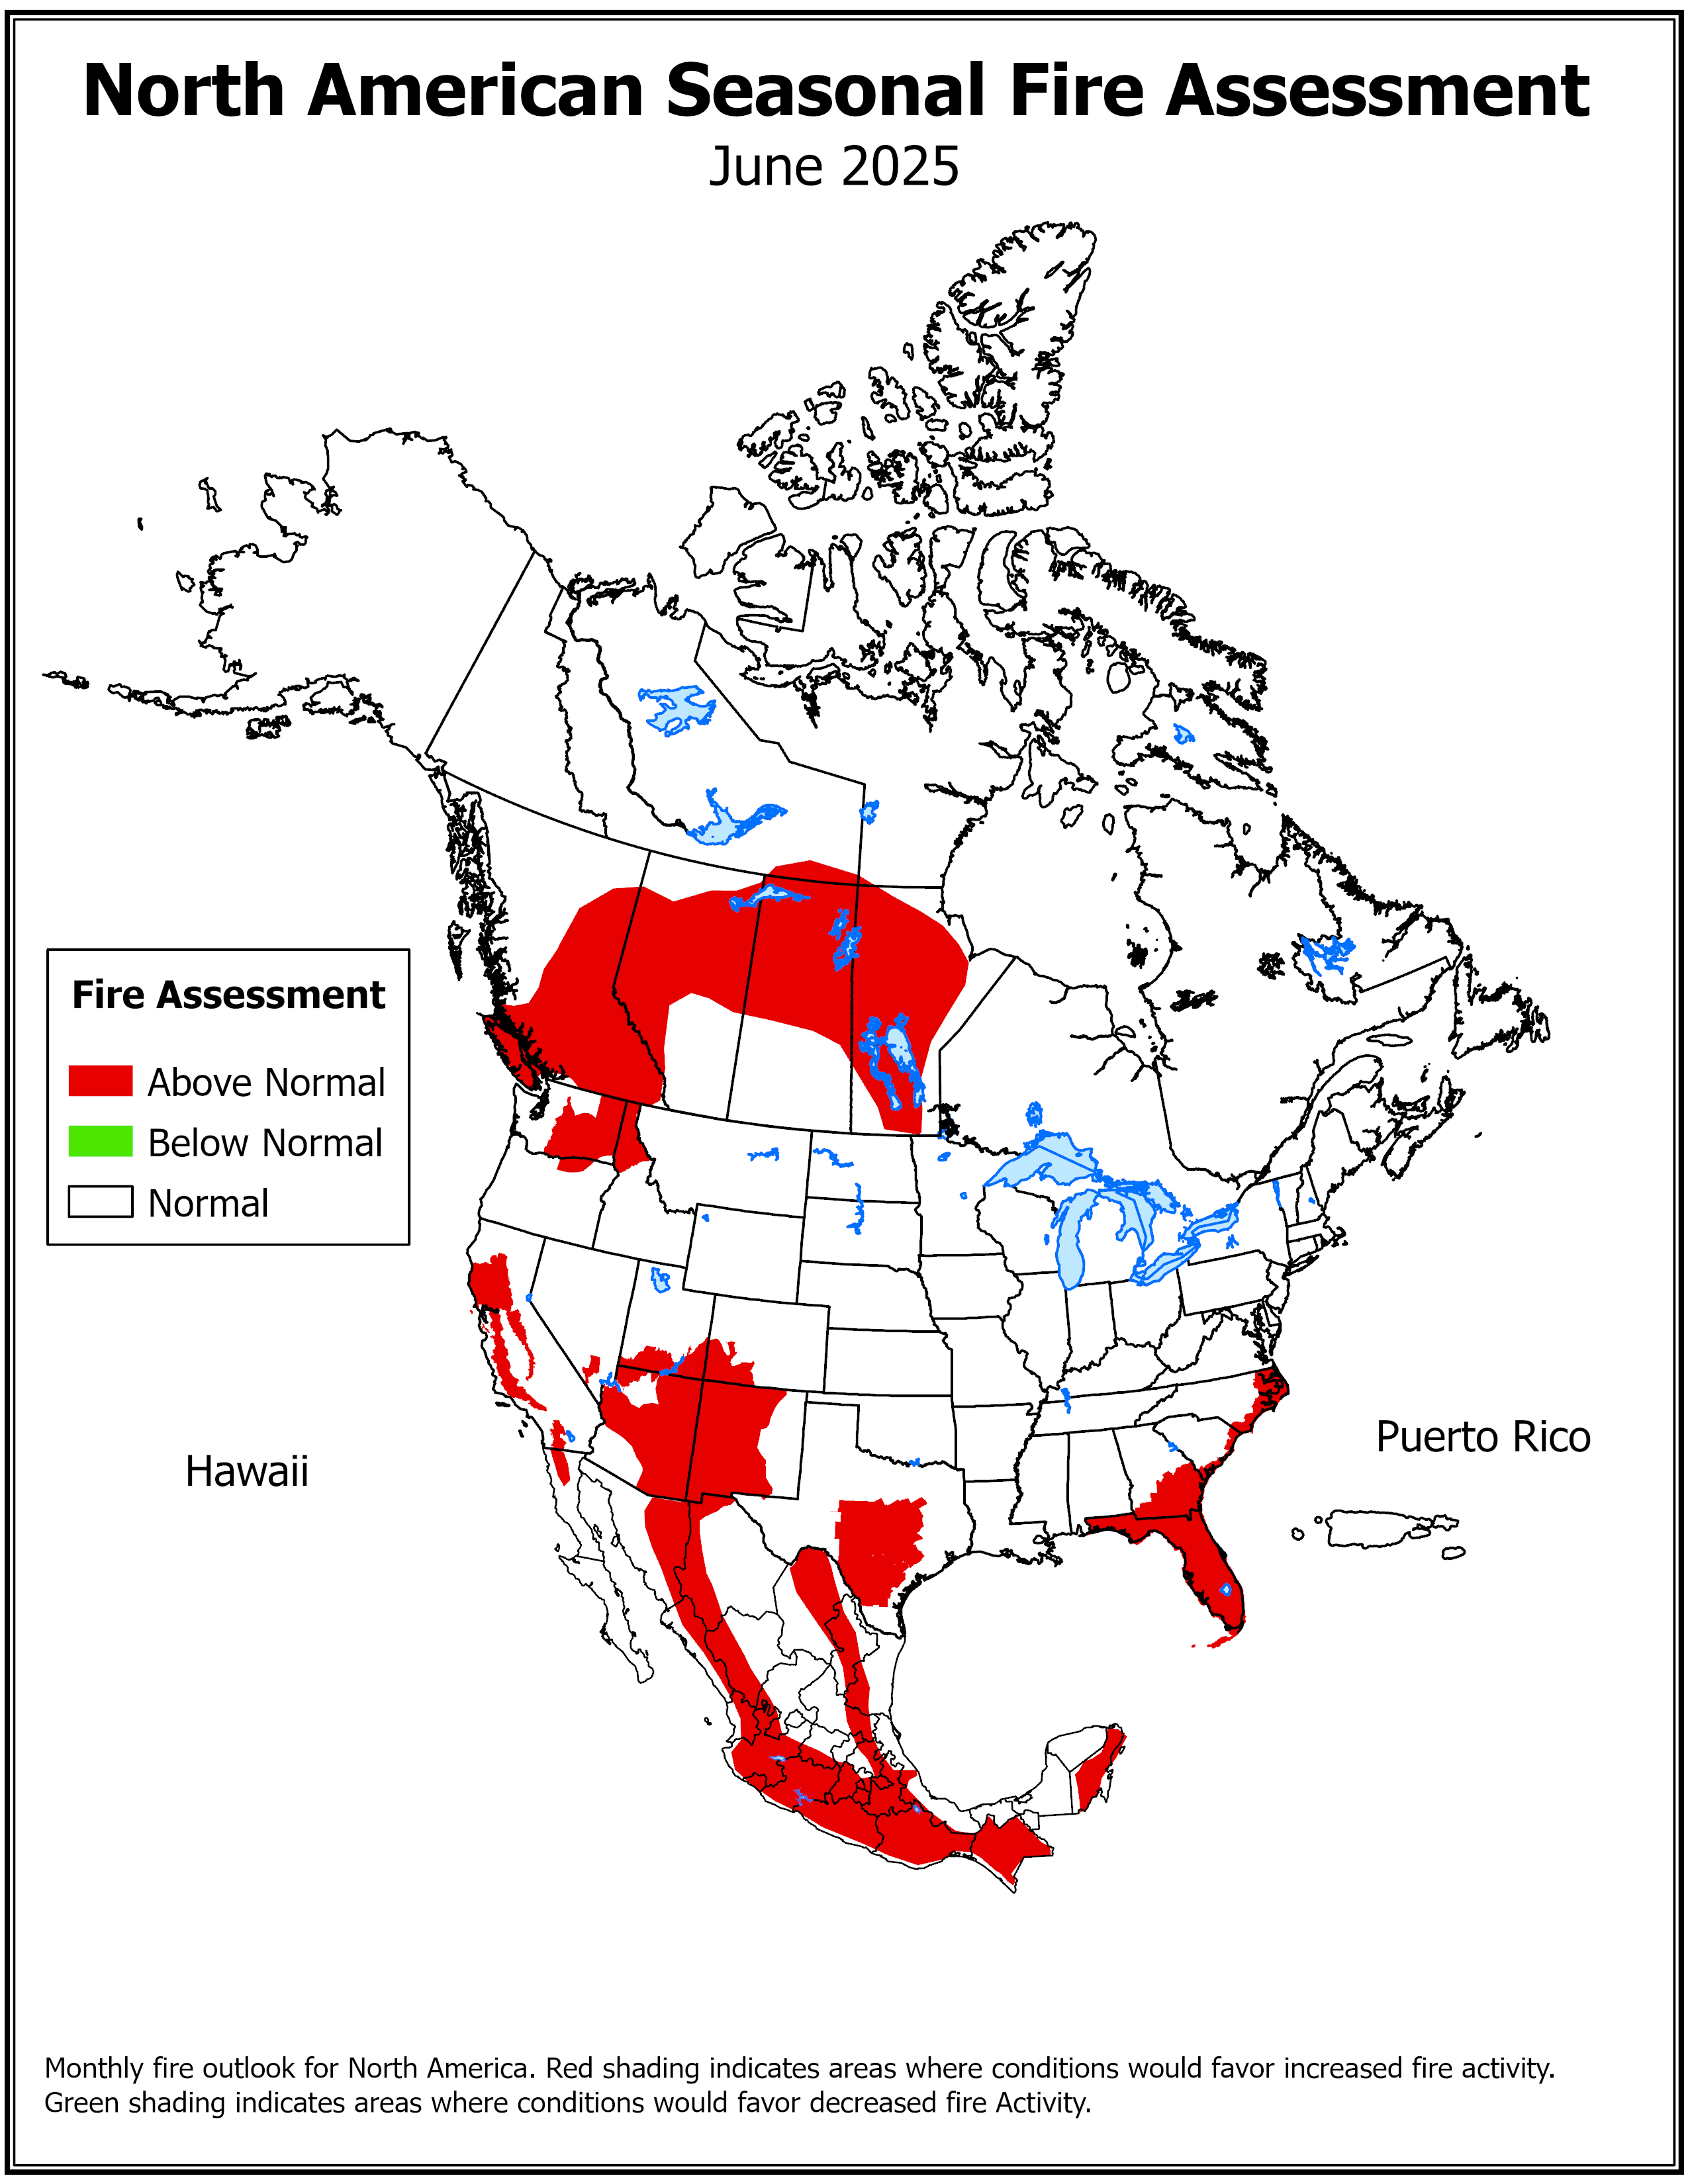 North American Seasonal Fire Assessment
June 2025
Fire Assessment
Above Normal
Below Normal
Normal
Hawaii
Puerto Rico
Monthly fire outlook for North America. Red shading indicates areas where conditions would favor increased fire activity.
Green shading indicates areas where conditions would favor decreased fire Activity.